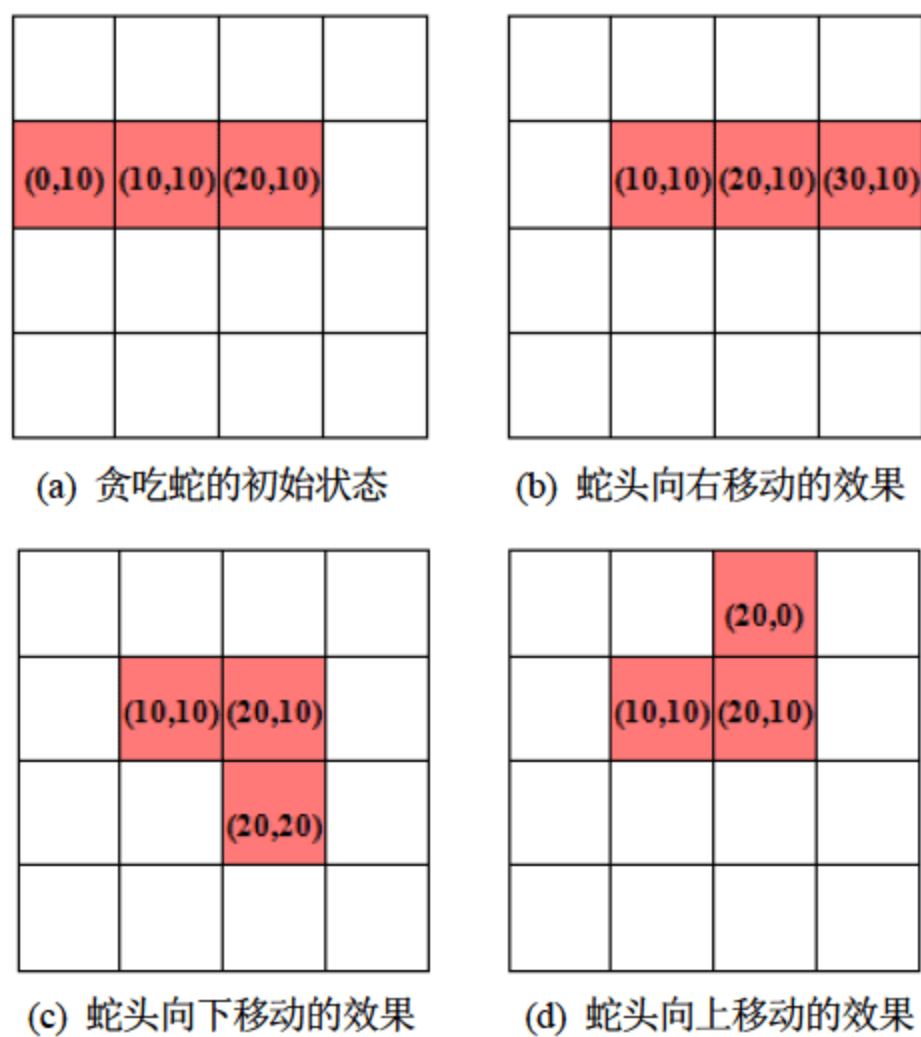 (0,10) (10,10) (20,10)
(10,10) (20,10) (30,10)
(a) 贪吃蛇的初始状态
(b) 蛇头向右移动的效果
(10,10) (20,10)
(20,20)
(20,0)
(10,10) (20,10)
(c) 蛇头向下移动的效果
(d) 蛇头向上移动的效果